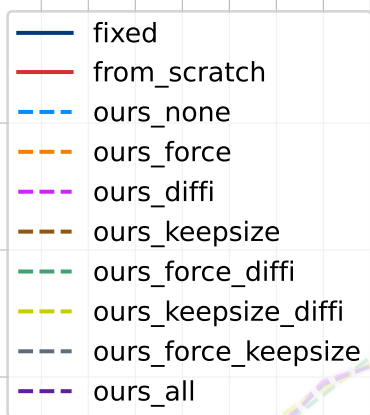 fixed
from_scratch
ours_none
ours_force
ours_diffi
ours_keepsize
ours_force_diffi
ours_keepsize_diffi
ours_force_keepsize
ours_all